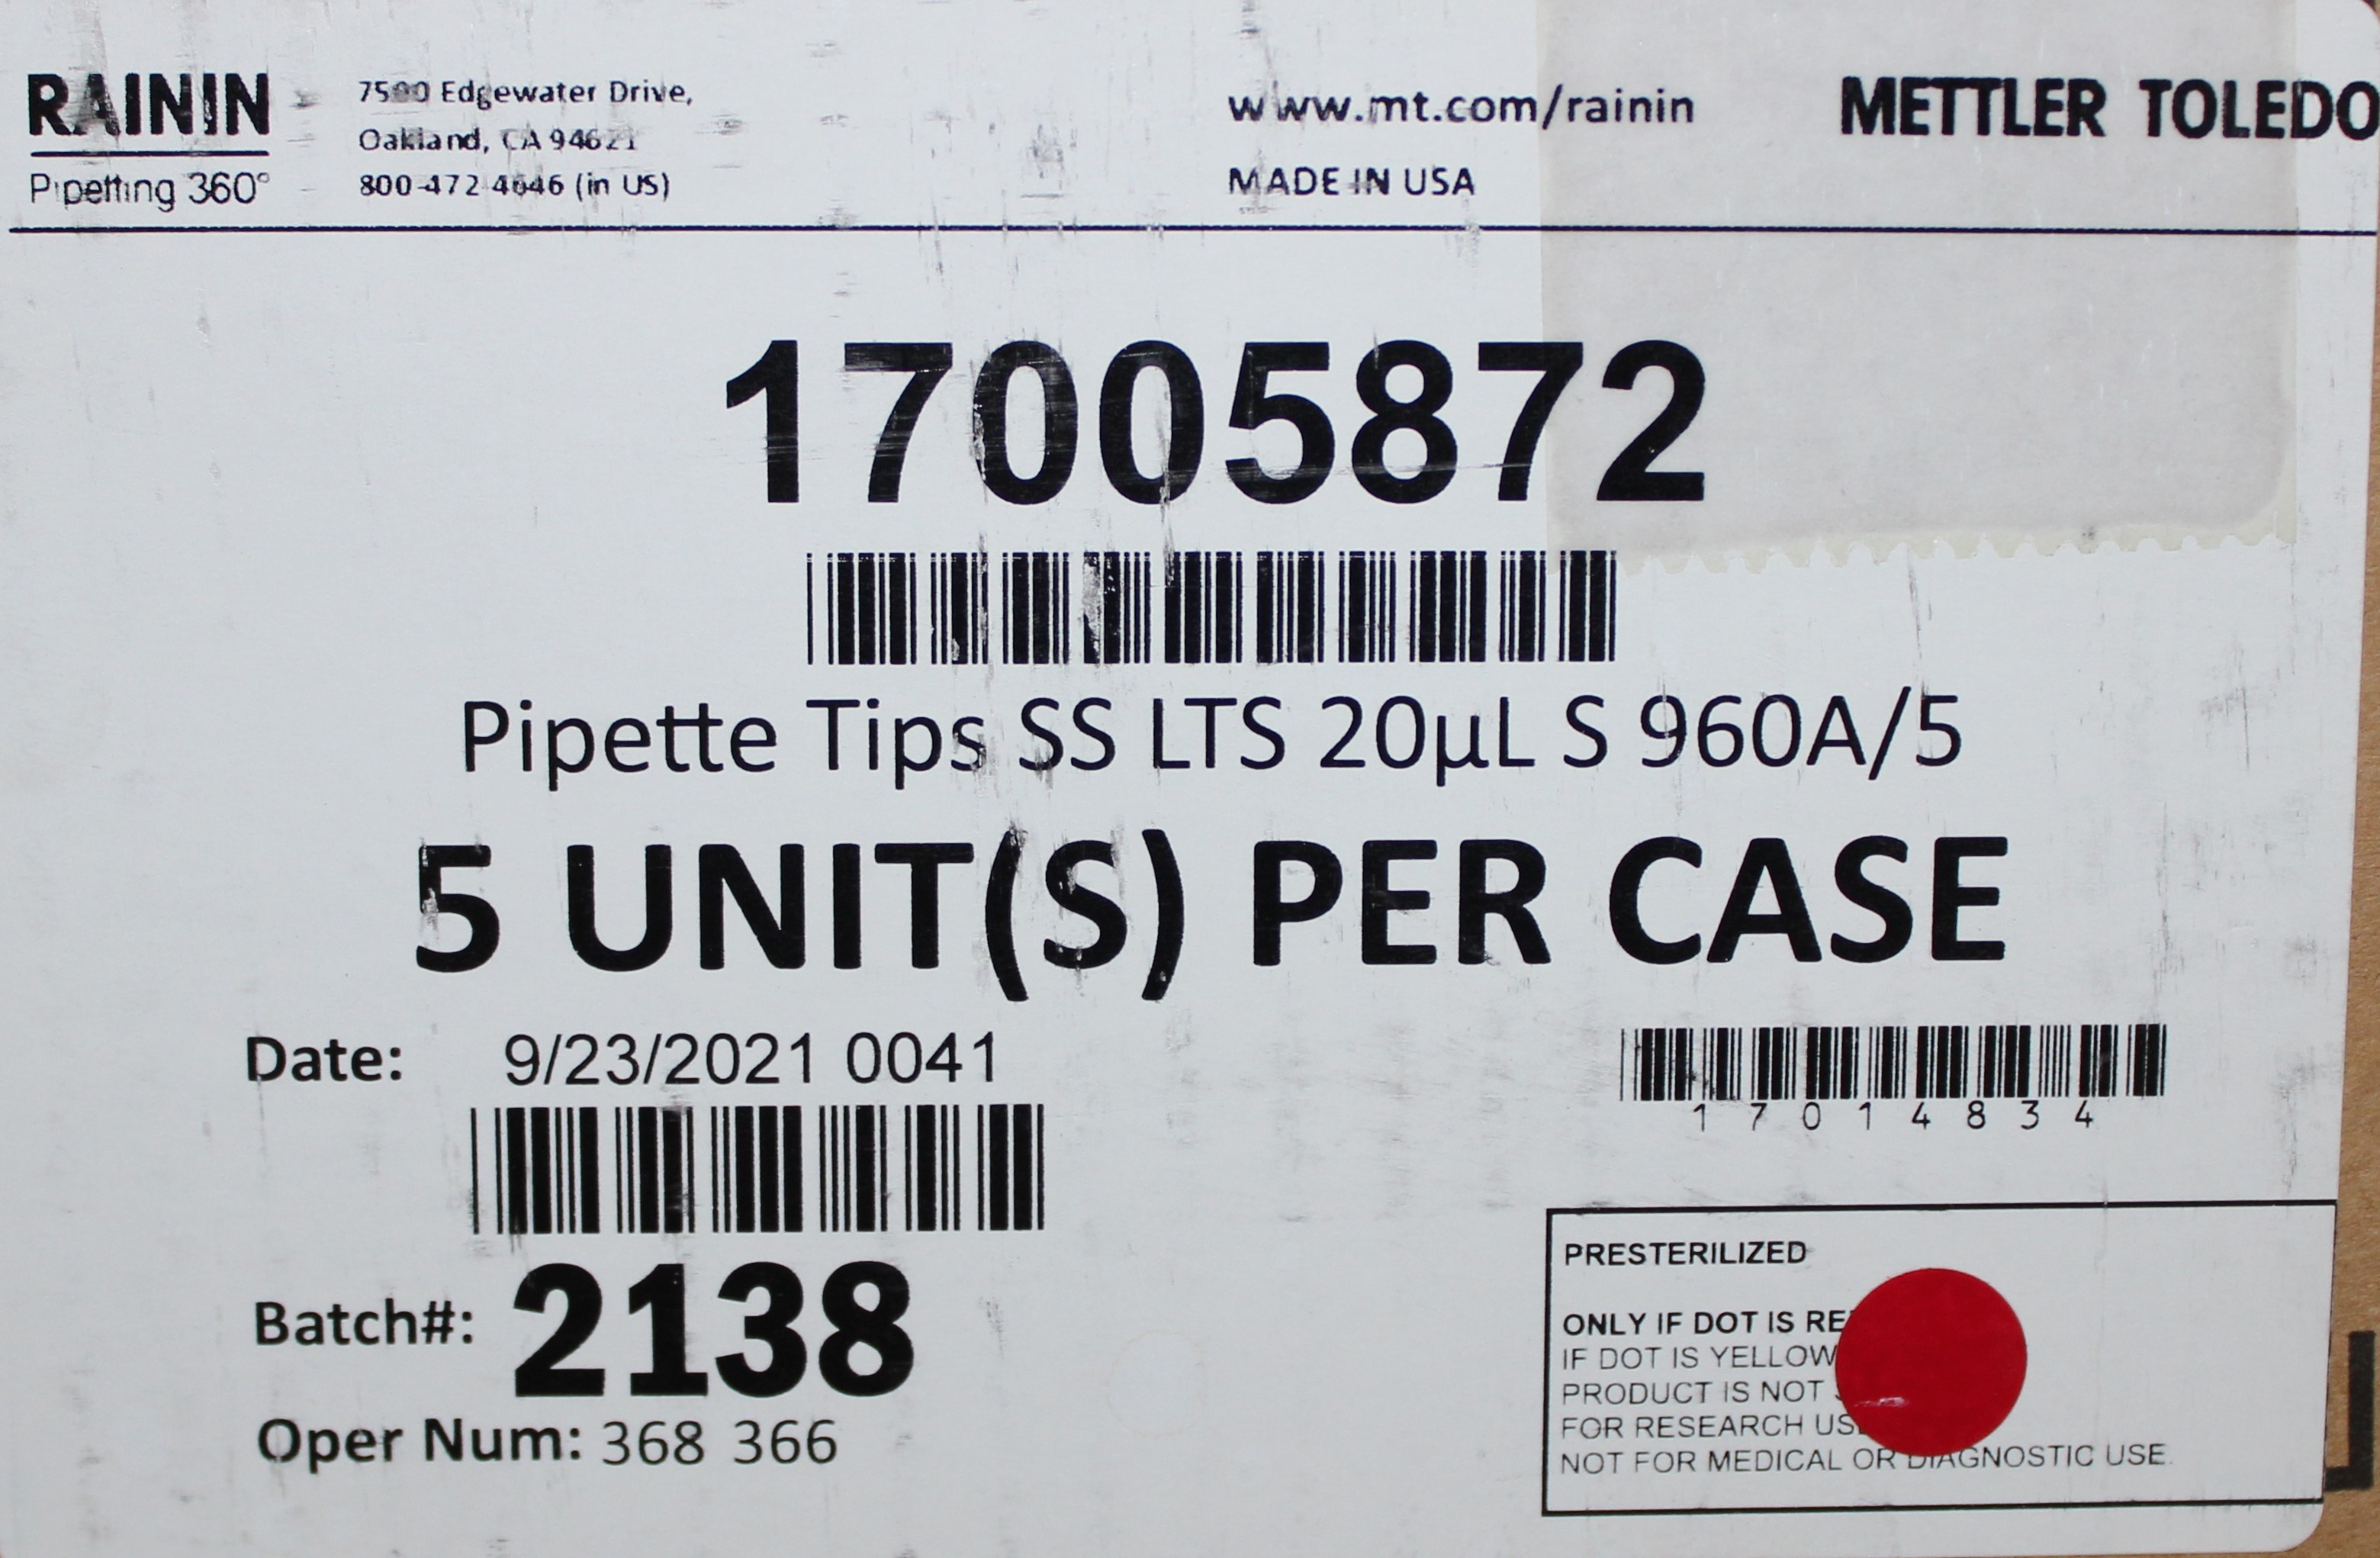 RAININ
Pipetting 360°
7500 Edgewater Drive,
Oakland, CA 94621
800-472-4646 (in US)
www.mt.com/rainin
MADE IN USA
METTLER TOLEDO
17005872
Pipette Tips SS LTS 20µL S 960A/5
5 UNIT(S) PER CASE
Date: 9/23/2021 0041
17014834
Batch#: 2138
Oper Num: 368 366
PRESTERILIZED
ONLY IF DOT IS RE
IF DOT IS YELLOW
PRODUCT IS NOT
FOR RESEARCH US
NOT FOR MEDICAL OR DIAGNOSTIC USE.